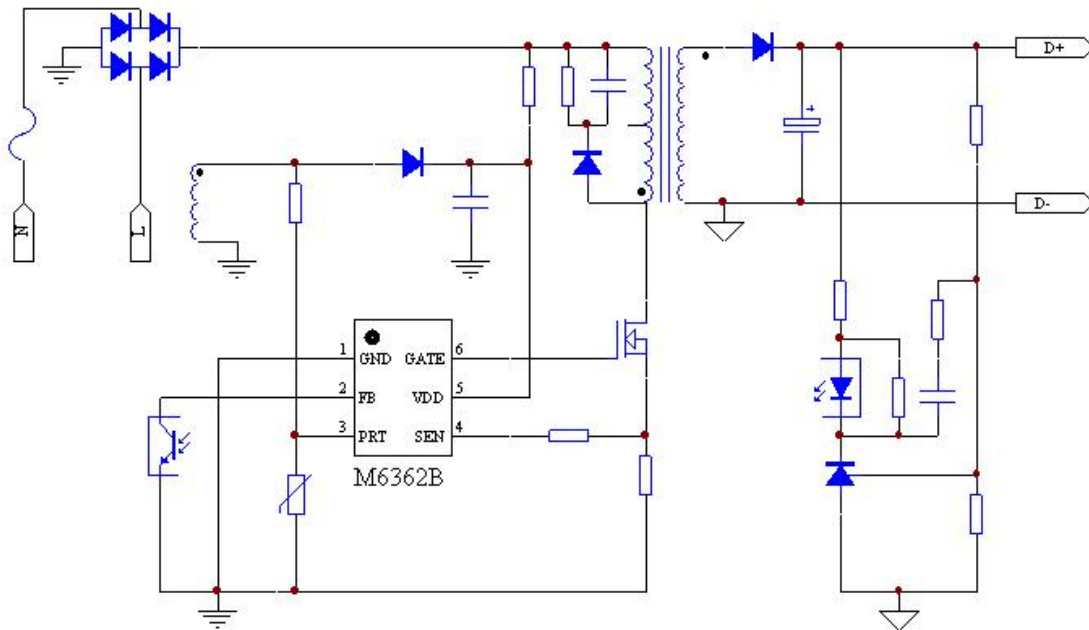 D+
D-
N
L
1 GND GATE 6
2 FB VDD 5
3 PRT SEN 4
M6362B
+